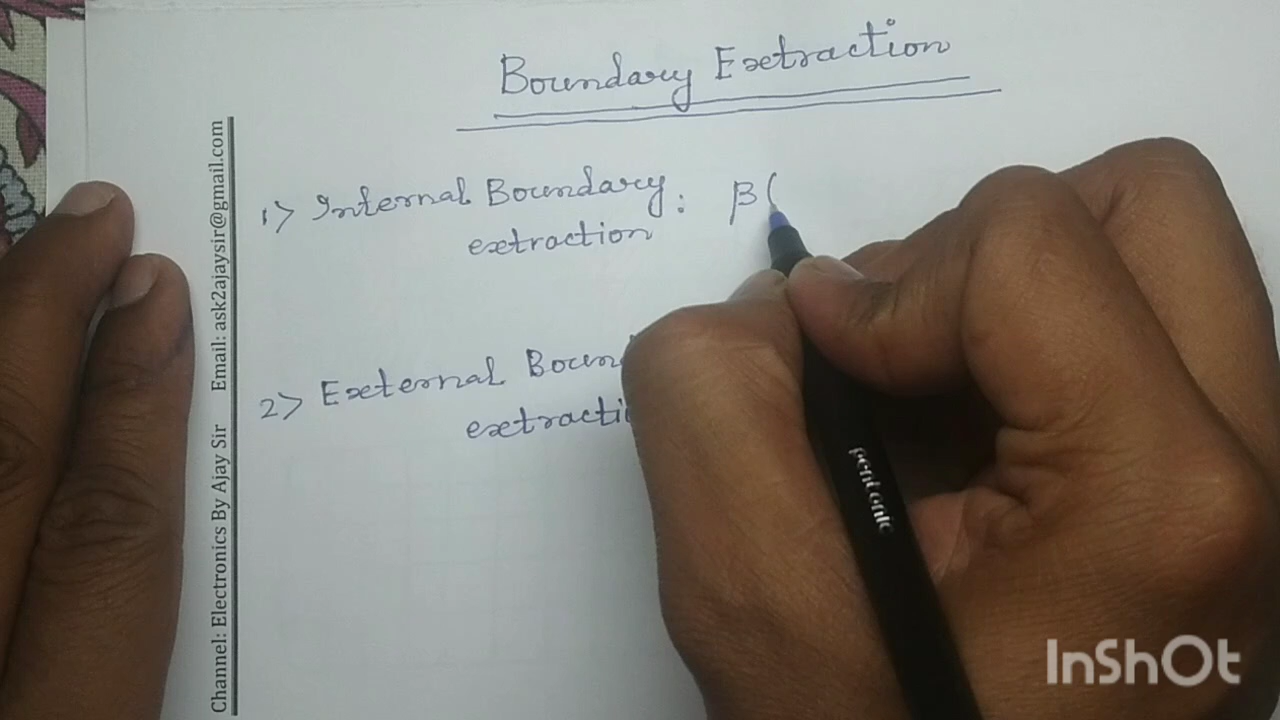 Boundary Extraction
1> Internal Boundary : β(
extraction
2> External Boun
extracti
Channel: Electronics By Ajay Sir Email: ask2ajaysir@gmail.com
pentonic
InShOt